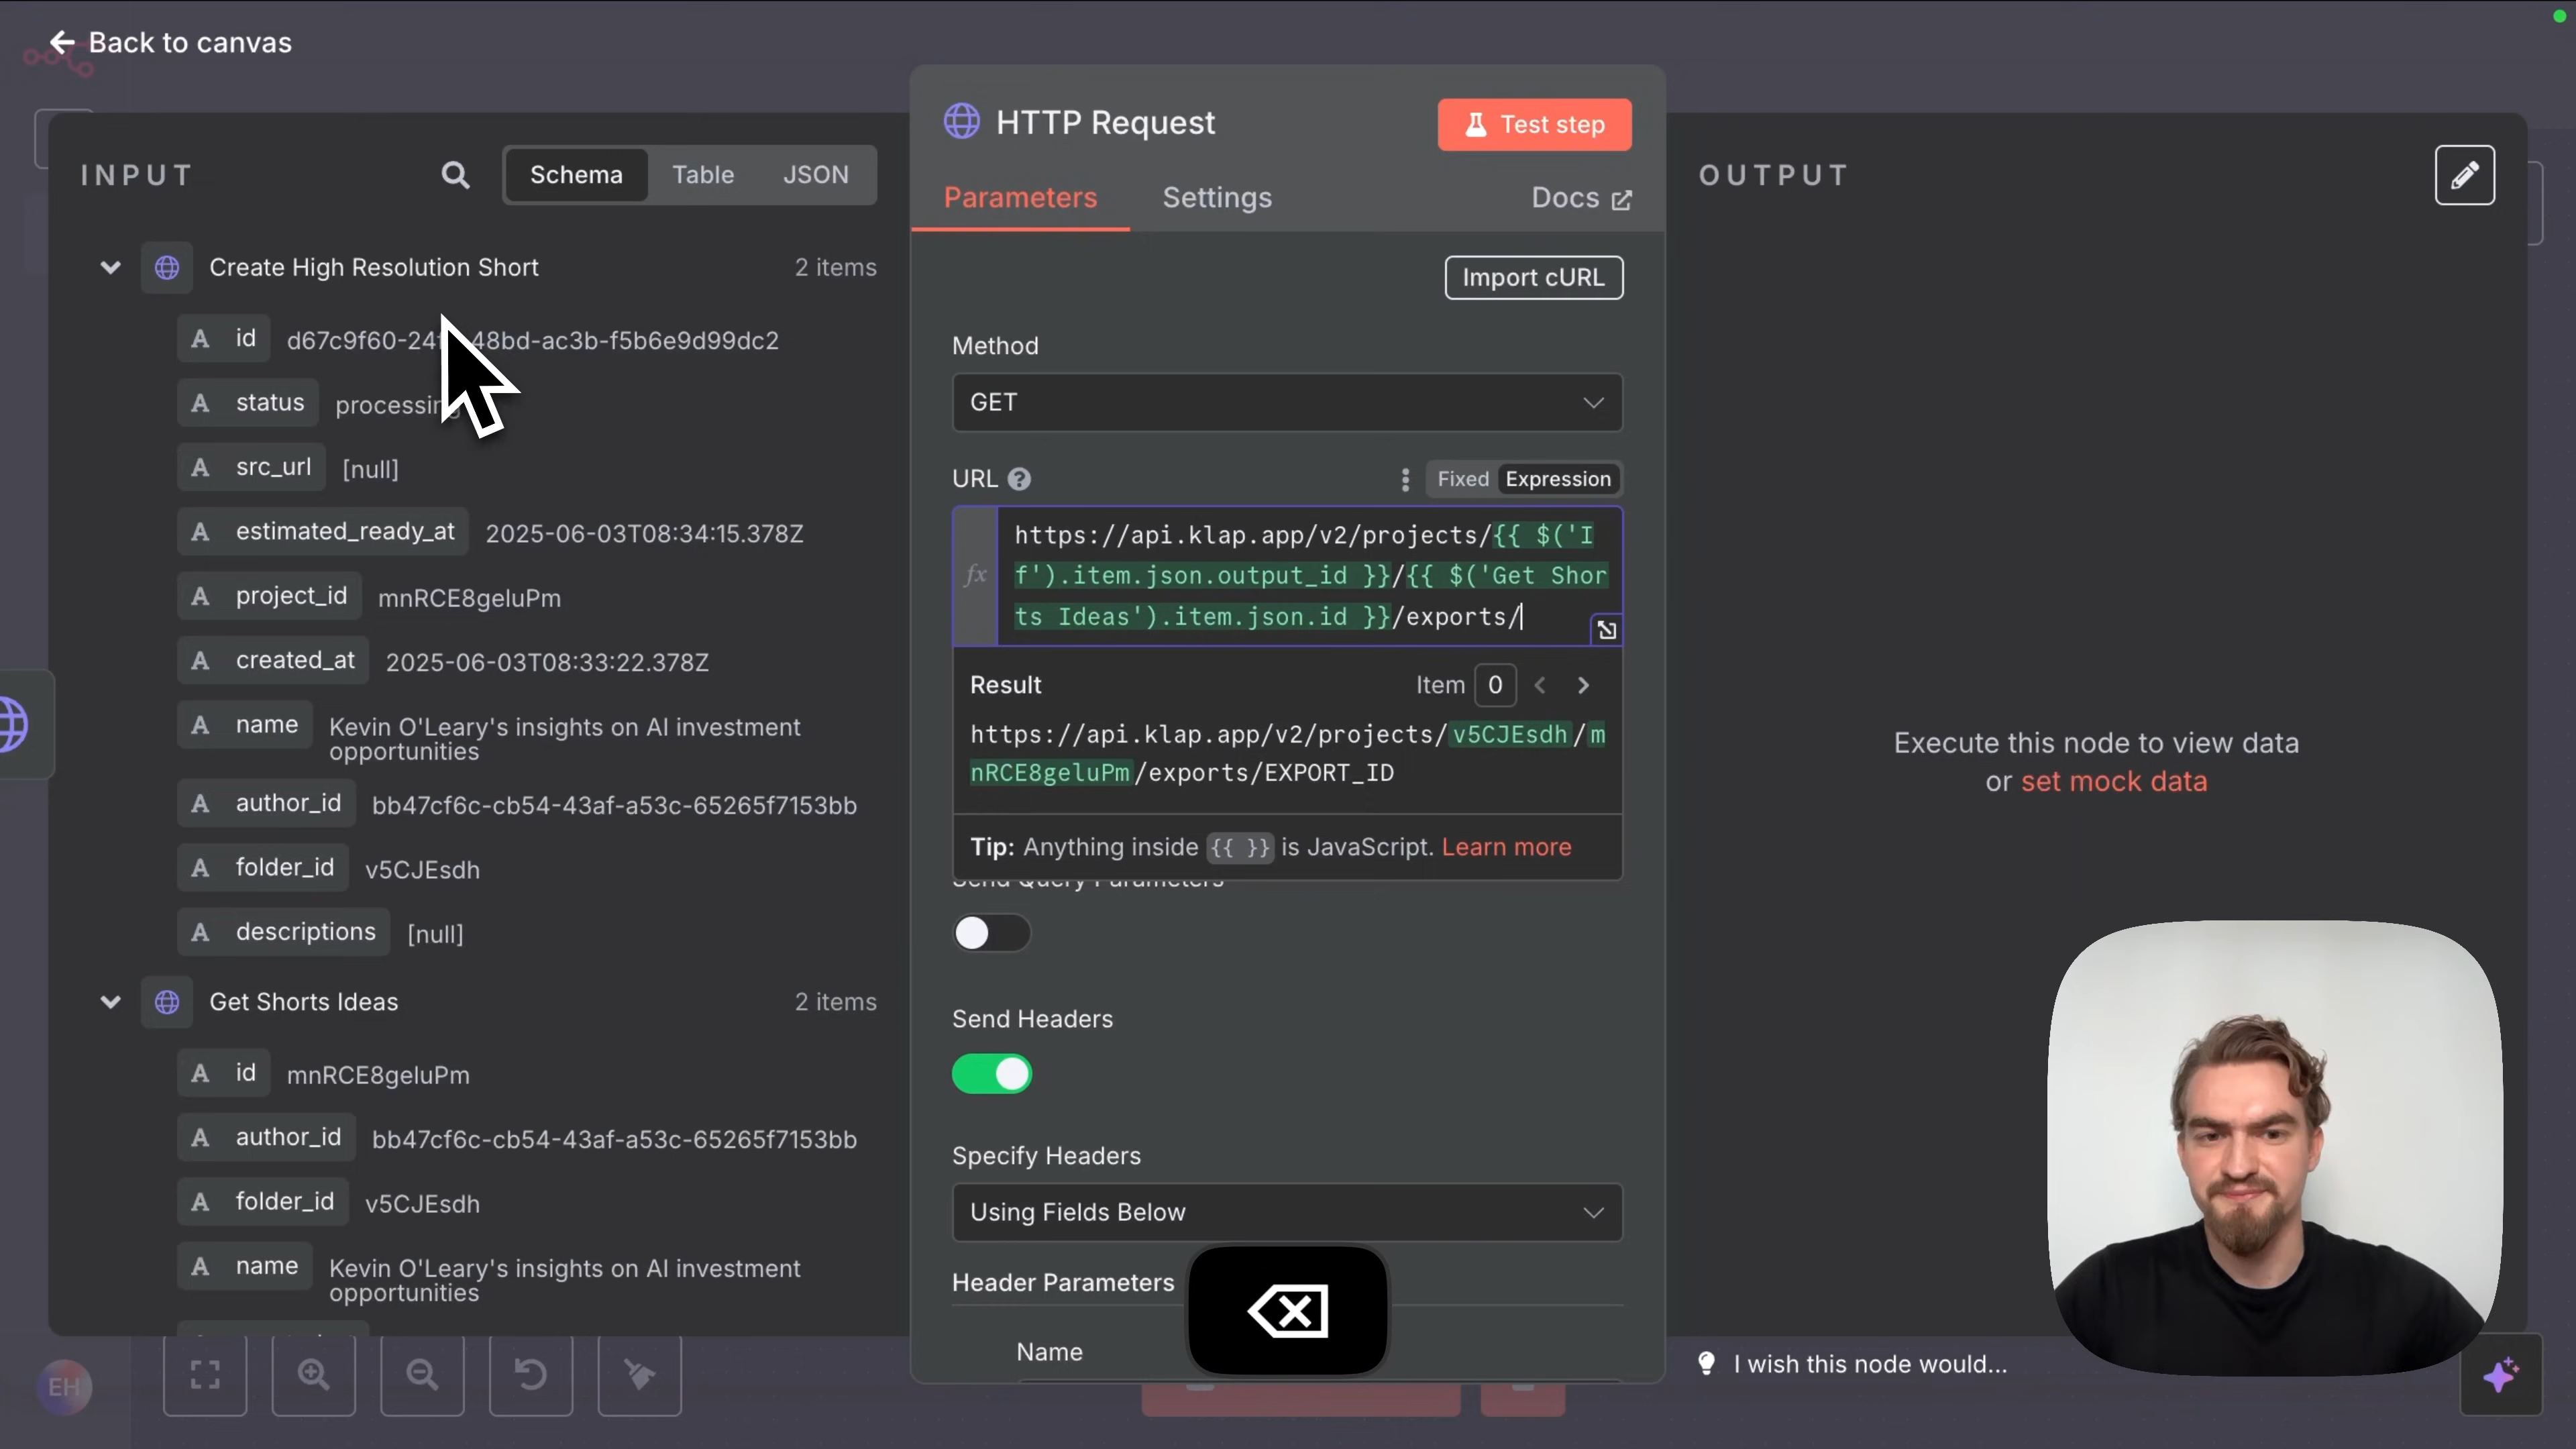 Back to canvas
INPUT
Schema
Table
JSON
Create High Resolution Short
2 items
A id d67c9f60-24 48bd-ac3b-f5b6e9d99dc2
A status processing
A src_url [null]
A estimated_ready_at 2025-06-03T08:34:15.378Z
A project_id mnRCE8geluPm
A created_at 2025-06-03T08:33:22.378Z
A name Kevin O'Leary's insights on AI investment
opportunities
A author_id bb47cf6c-cb54-43af-a53c-65265f7153bb
A folder_id v5CJEsdh
A descriptions [null]
Get Shorts Ideas
2 items
A id mnRCE8geluPm
A author_id bb47cf6c-cb54-43af-a53c-65265f7153bb
A folder_id v5CJEsdh
A name Kevin O'Leary's insights on AI investment
opportunities
EH
HTTP Request
Test step
Parameters
Settings
Docs
Import cURL
Method
GET
URL
Fixed
Expression
fx
https://api.klap.app/v2/projects/{{ $('I
f').item.json.output_id }}/{{ $('Get Shor
ts Ideas').item.json.id }}/exports/
Result
Item 0
https://api.klap.app/v2/projects/v5CJEsdh/m
nRCE8geluPm/exports/EXPORT_ID
Tip: Anything inside {{ }} is JavaScript. Learn more
Send Query Parameters
Send Headers
Specify Headers
Using Fields Below
Header Parameters
Name
OUTPUT
Execute this node to view data
or set mock data
I wish this node would...